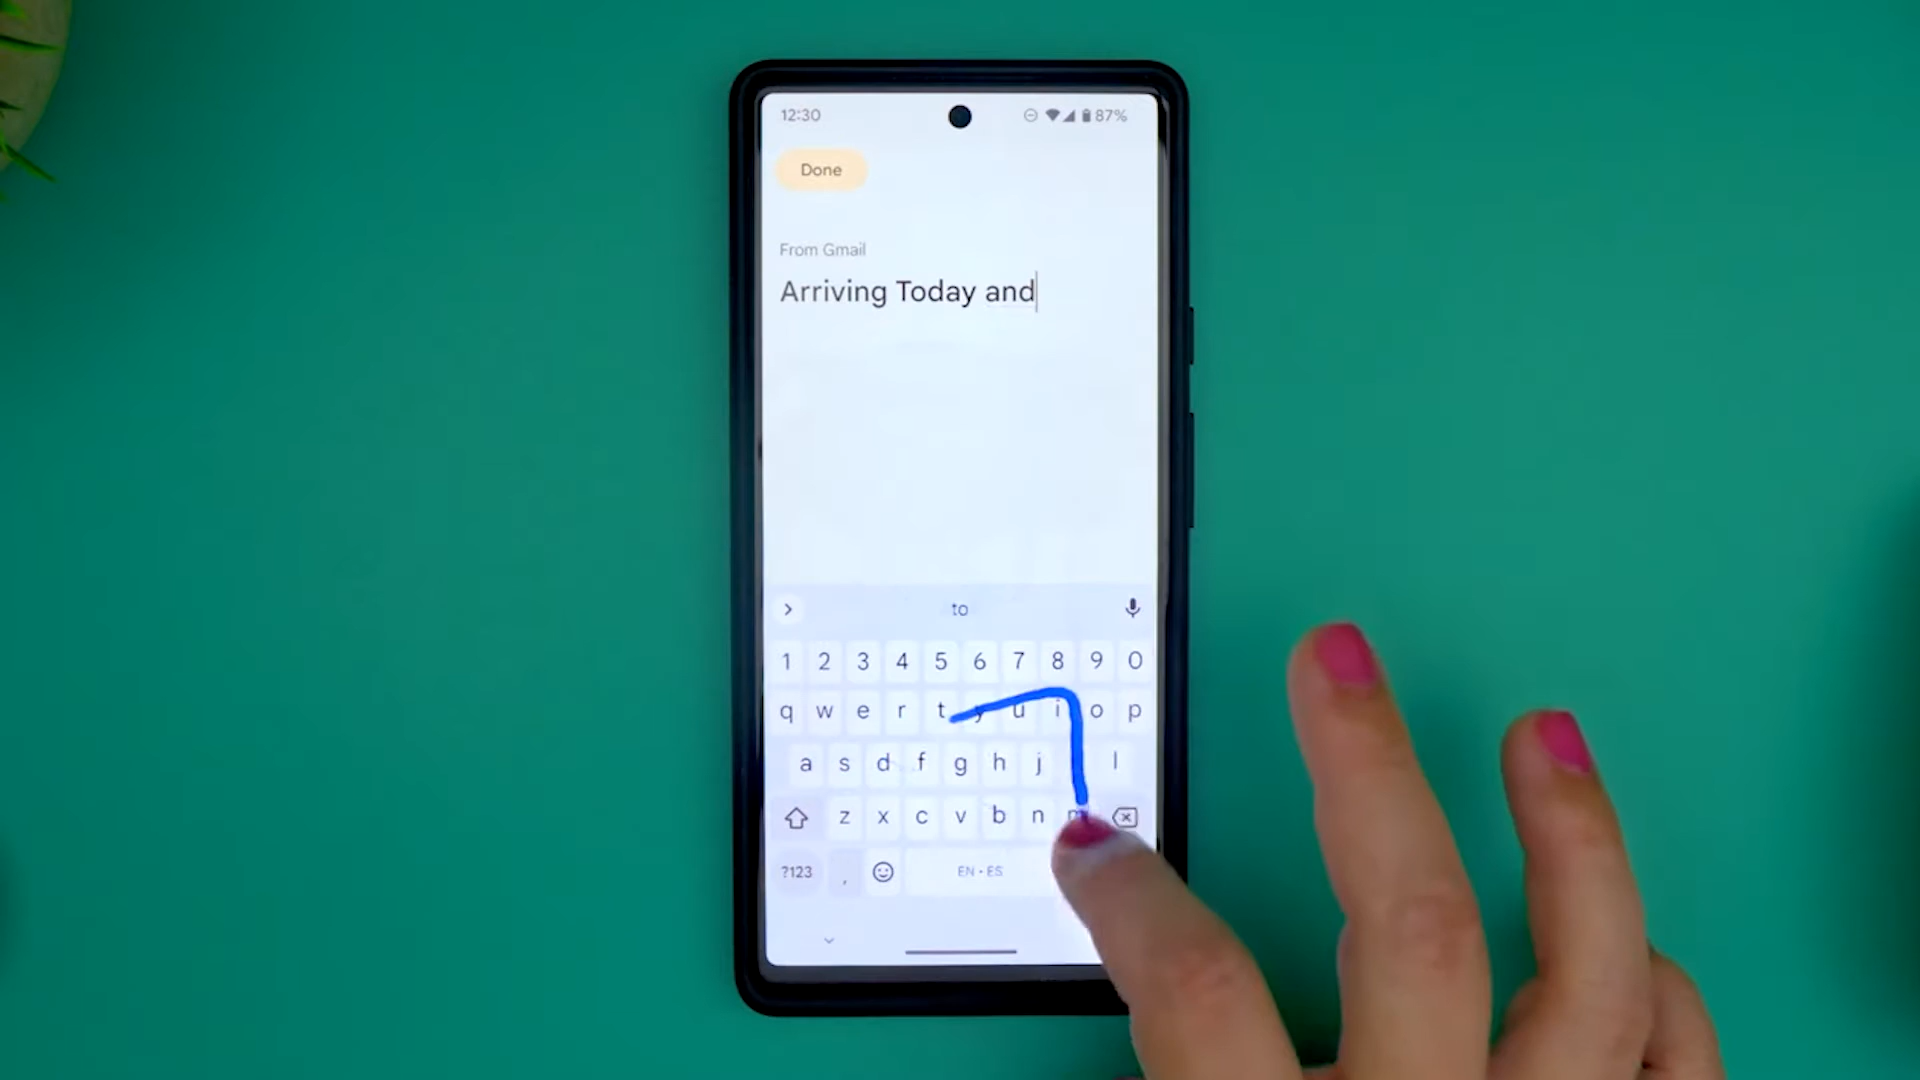 12:30 87%
Done
From Gmail
Arriving Today and
to
1 2 3 4 5 6 7 8 9 0
q w e r t y u i o p
a s d f g h j l
z x c v b n m
?123 , EN • ES